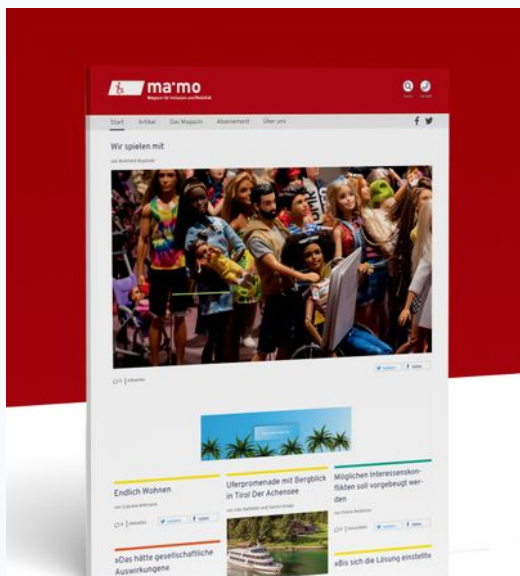 ma·mo
Magazin für Inklusion und Mobilität
Start Artikel Das Magazin Abonnement Über uns
Wir spielen mit
Endlich Wohnen
Uferpromenade mit Bergblick
in Tirol Der Achensee
Möglichen Interessenskon-
flikten soll vorgebeugt wer-
den
»Das hätte gesellschaftliche
Auswirkungen«
»Bis sich die Lösung einstellt«